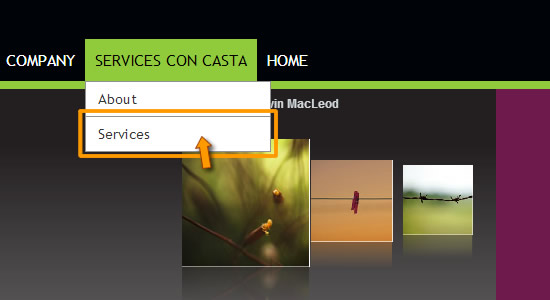 COMPANY SERVICES CON CASTA HOME
About
vin MacLeod
Services